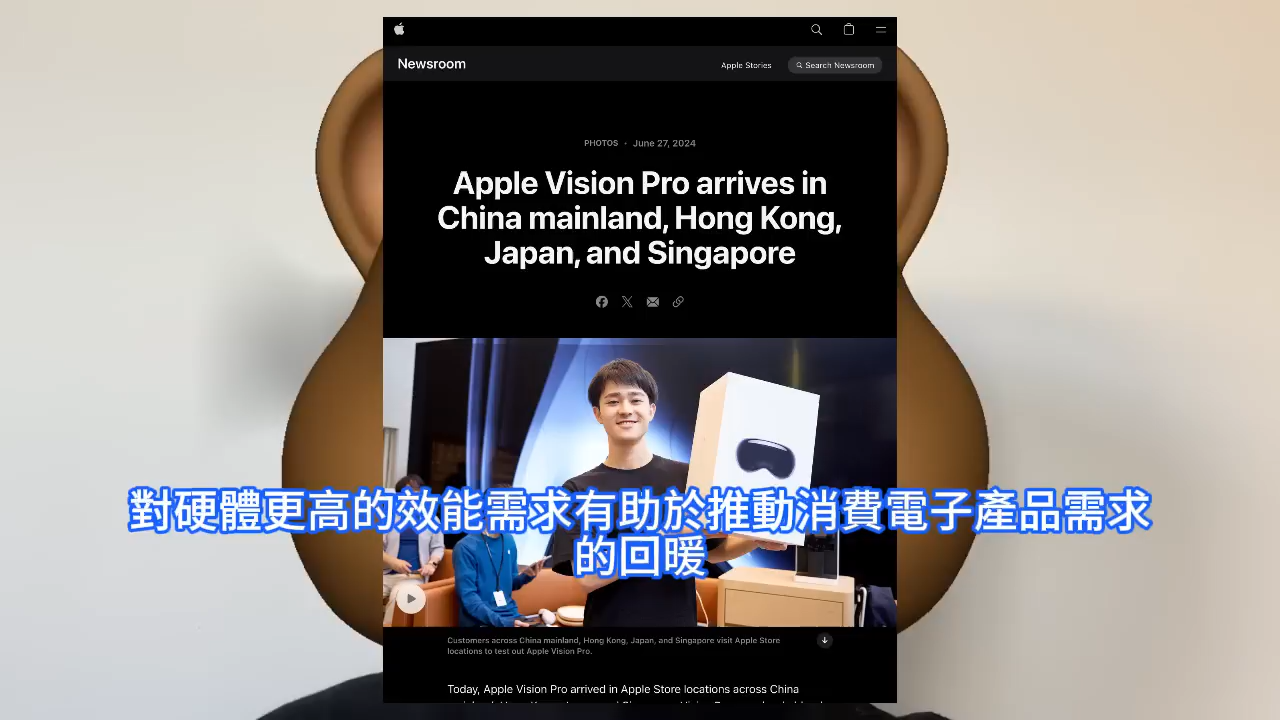 Newsroom
Apple Stories
Search Newsroom
PHOTOS · June 27, 2024
Apple Vision Pro arrives in
China mainland, Hong Kong,
Japan, and Singapore
對硬體更高的效能需求有助於推動消費電子產品需求
的回暖
Customers across China mainland, Hong Kong, Japan, and Singapore visit Apple Store
locations to test out Apple Vision Pro.
Today, Apple Vision Pro arrived in Apple Store locations across China